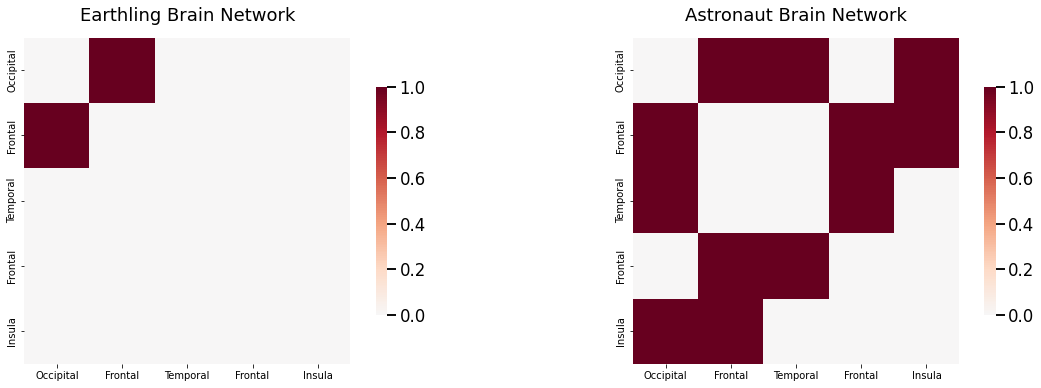 Earthling Brain Network
Occipital
Frontal
Temporal
Frontal
Insula
Occipital Frontal Temporal Frontal Insula
1.0
0.8
0.6
0.4
0.2
0.0
Astronaut Brain Network
Occipital
Frontal
Temporal
Frontal
Insula
Occipital Frontal Temporal Frontal Insula
1.0
0.8
0.6
0.4
0.2
0.0